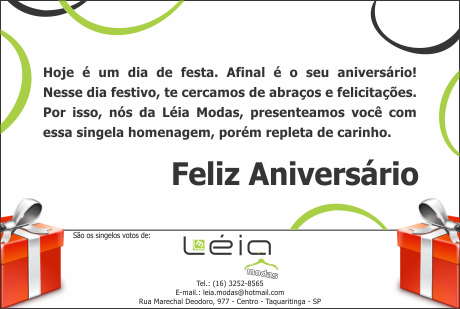 Hoje é um dia de festa. Afinal é o seu aniversário!
Nesse dia festivo, te cercamos de abraços e felicitações.
Por isso, nós da Léia Modas, presenteamos você com
essa singela homenagem, porém repleta de carinho.
Feliz Aniversário
São os singelos votos de:
Léia
modas
Tel.: (16) 3252-8565
E-mail.: leia.modas@hotmail.com
Rua Marechal Deodoro, 977 - Centro - Taquaritinga - SP